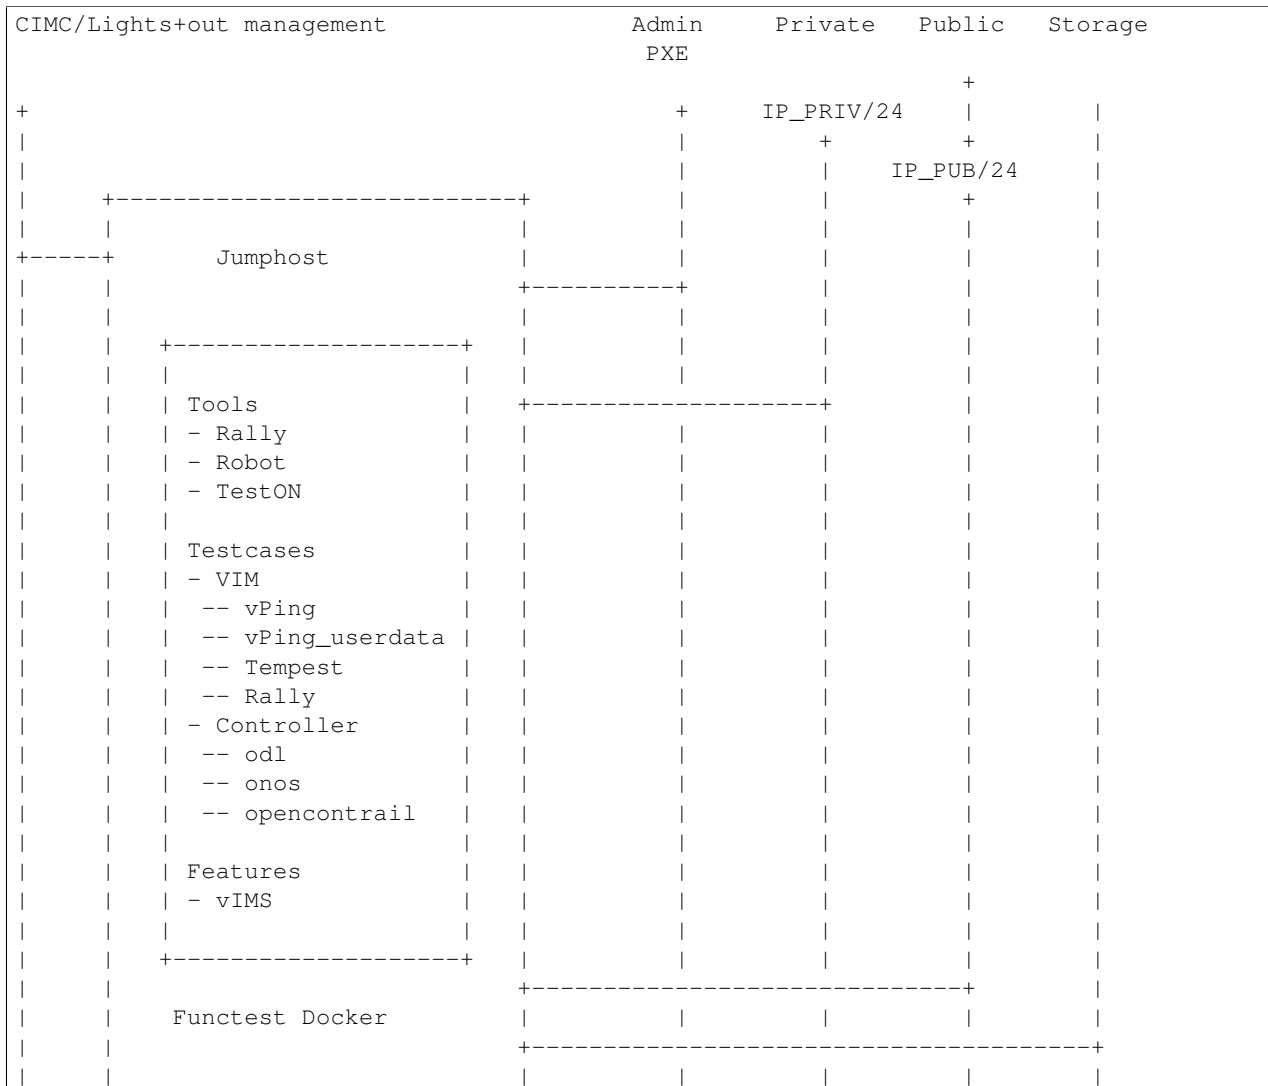 CIMC/Lights+out management Admin Private Public Storage
PXE
IP_PRIV/24
IP_PUB/24
Jumphost
Tools
- Rally
- Robot
- TestON
Testcases
- VIM
-- vPing
-- vPing_userdata
-- Tempest
-- Rally
- Controller
-- odl
-- onos
-- opencontrail
Features
- vIMS
Functest Docker